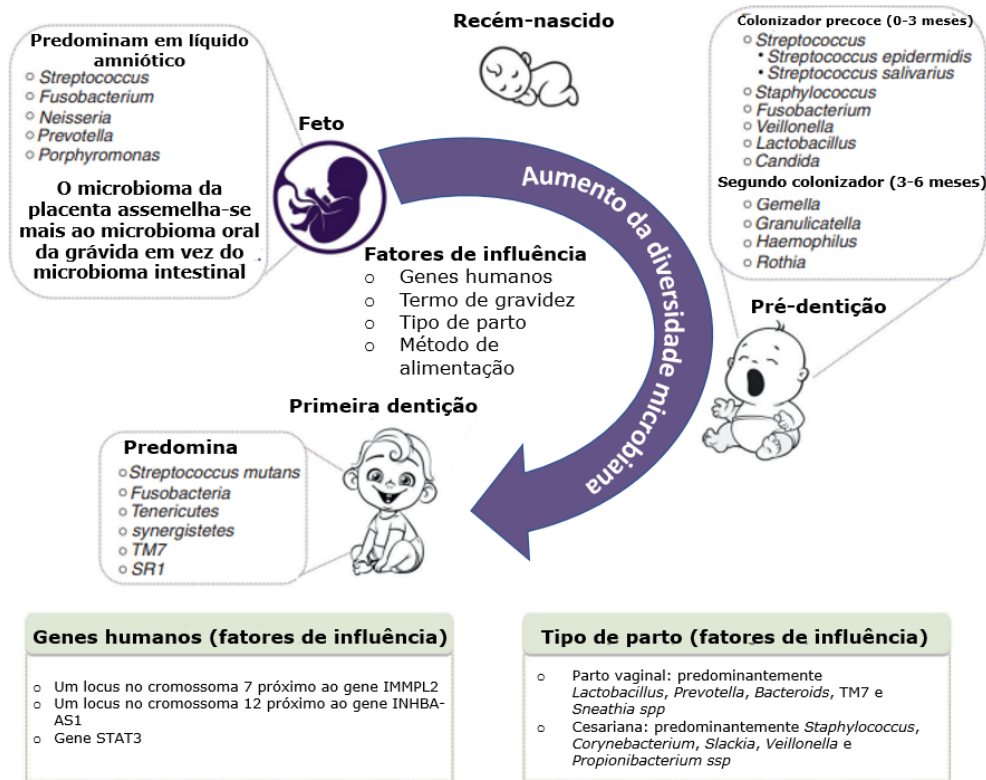 Recém-nascido
Predominam em líquido
amniótico
Streptococcus
Fusobacterium
Neisseria
Prevotella
Porphyromonas
O microbioma da
placenta assemelha-se
mais ao microbioma oral
da grávida em vez do
microbioma intestinal
Feto
Colonizador precoce (0-3 meses)
Streptococcus
Streptococcus epidermidis
Streptococcus salivarius
Staphylococcus
Fusobacterium
Veillonella
Lactobacillus
Candida
Segundo colonizador (3-6 meses)
Gemella
Granulicatella
Haemophilus
Rothia
Aumento da diversidade microbiana
Fatores de influência
Genes humanos
Termo de gravidez
Tipo de parto
Método de
alimentação
Pré-dentição
Primeira dentição
Predomina
Streptococcus mutans
Fusobacteria
Tenericutes
synergistetes
TM7
SR1
Genes humanos (fatores de influência)
Um locus no cromossoma 7 próximo ao gene IMMPL2
Um locus no cromossoma 12 próximo ao gene INHBA-
AS1
Gene STAT3
Tipo de parto (fatores de influência)
Parto vaginal: predominantemente
Lactobacillus, Prevotella, Bacteroids, TM7 e
Sneathia spp
Cesariana: predominantemente Staphylococcus,
Corynebacterium, Slackia, Veillonella e
Propionibacterium ssp